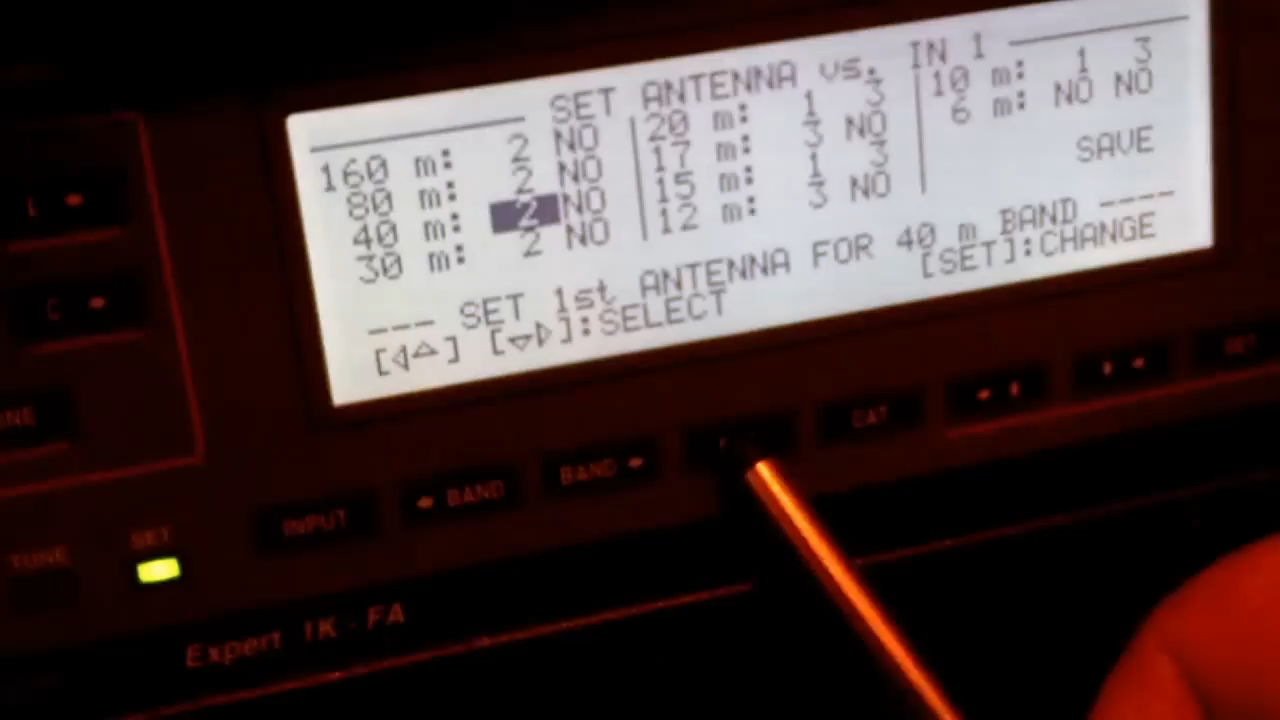 SET ANTENNA vs. IN 1
160 m: 2 NO
80 m: 2 NO
40 m: 2 NO
30 m: 2 NO
20 m: 1 3
17 m: 3 NO
15 m: 1 3
12 m: 3 NO
10 m: 1 3
6 m: NO NO
SAVE
--- SET 1st ANTENNA FOR 40 m BAND ----
[◁△] [▽▷]:SELECT [SET]:CHANGE
L
C
TUNE
SET
INPUT
BAND
BAND
CAT
SET
Expert 1K-FA